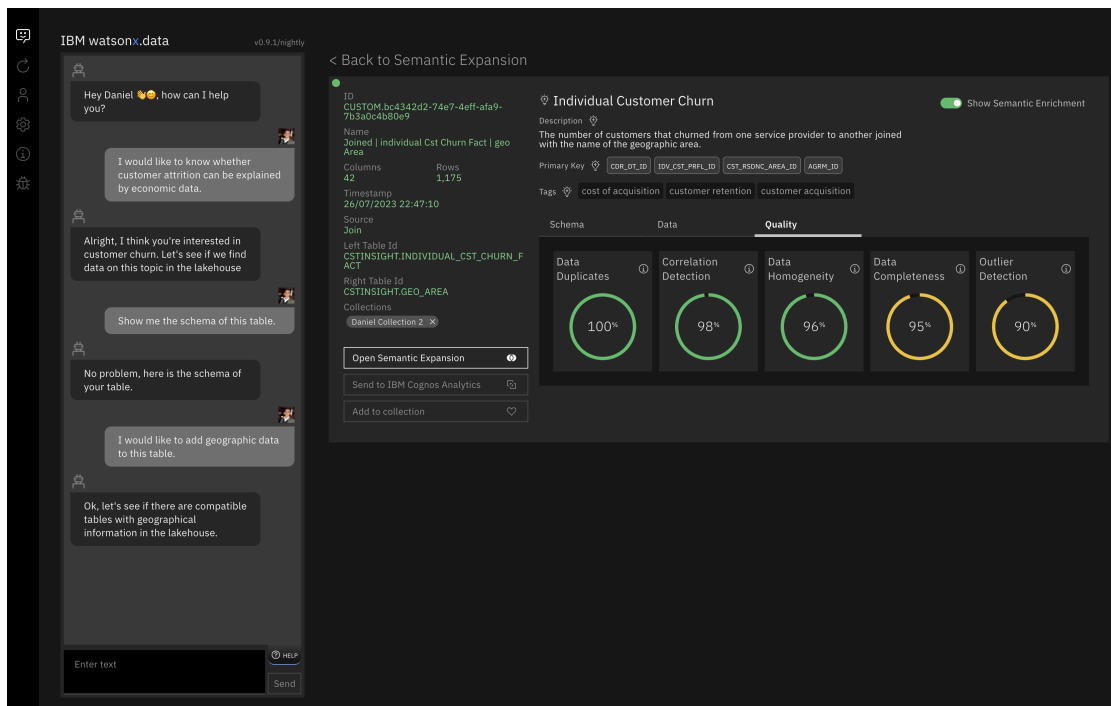 IBM watsonx.data
v0.9.1/nightly
Hey Daniel 👋😊, how can I help
you?
I would like to know whether
customer attrition can be explained
by economic data.
Alright, I think you're interested in
customer churn. Let's see if we find
data on this topic in the lakehouse
Show me the schema of this table.
No problem, here is the schema of
your table.
I would like to add geographic data
to this table.
Ok, let's see if there are compatible
tables with geographical
information in the lakehouse.
Enter text
HELP
Send
< Back to Semantic Expansion
ID
CUSTOM.bc4342d2-74e7-4eff-afa9-
7b3a0c4b80e9
Name
Joined | individual Cst Churn Fact | geo
Area
Columns Rows
42 1,175
Timestamp
26/07/2023 22:47:10
Source
Join
Left Table Id
CSTINSIGHT.INDIVIDUAL_CST_CHURN_F
ACT
Right Table Id
CSTINSIGHT.GEO_AREA
Collections
Daniel Collection 2 ×
Open Semantic Expansion
Send to IBM Cognos Analytics
Add to collection
Individual Customer Churn
Show Semantic Enrichment
Description
The number of customers that churned from one service provider to another joined
with the name of the geographic area.
Primary Key CDR_DT_ID IDV_CST_PRFL_ID CST_RSDNC_AREA_ID AGRM_ID
Tags cost of acquisition customer retention customer acquisition
Schema Data Quality
Data
Duplicates
100%
Correlation
Detection
98%
Data
Homogeneity
96%
Data
Completeness
95%
Outlier
Detection
90%